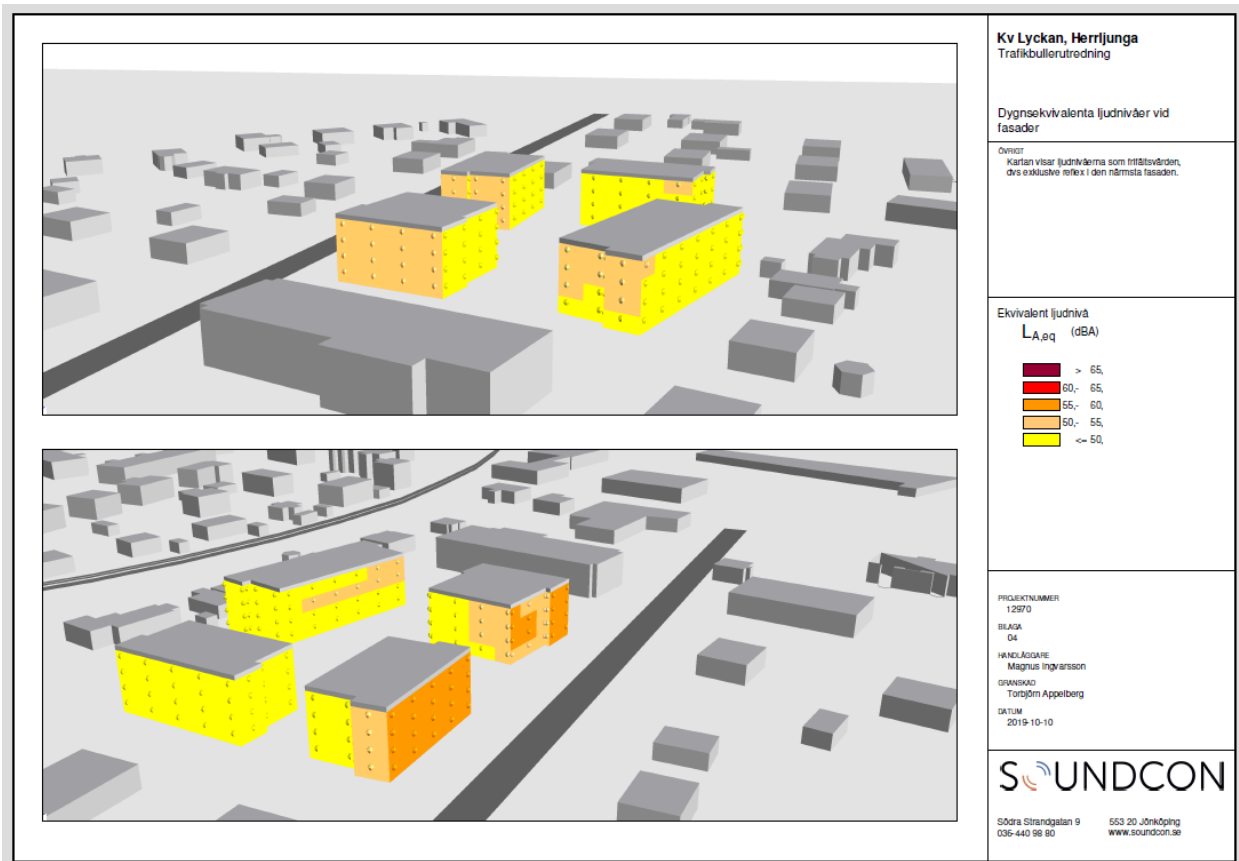 Kv Lyckan, Herrljunga
Trafikbullerutredning
Dygnsekvivalenta ljudnivåer vid
fasader
ÖVRIGT
Kartan visar ljudnivåerna som frifältsvärden,
dvs exklusive reflex i den närmsta fasaden.
Ekvivalent ljudnivå
LA,eq (dBA)
> 65,
60,- 65,
55,- 60,
50,- 55,
<= 50,
PROJEKTNUMMER
12970
BILAGA
04
HANDLÄGGARE
Magnus Ingvarsson
GRANSKAD
Torbjörn Appelberg
DATUM
2019-10-10
SOUNDCON
Södra Strandgatan 9 553 20 Jönköping
036-440 98 80 www.soundcon.se